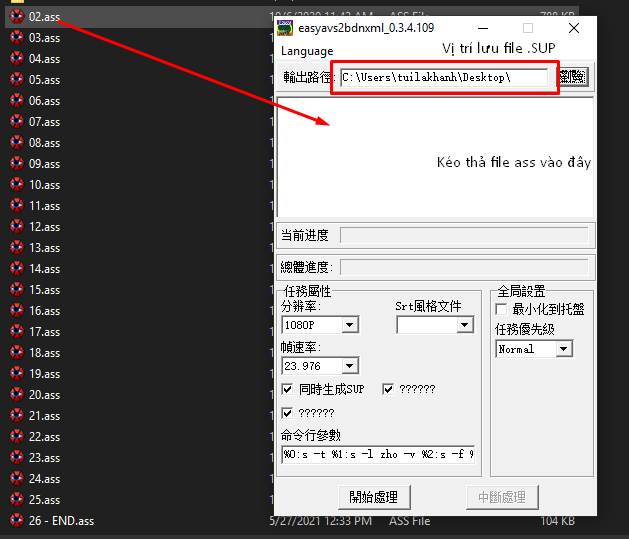 02.ass
03.ass
04.ass
05.ass
06.ass
07.ass
08.ass
09.ass
10.ass
11.ass
12.ass
13.ass
14.ass
15.ass
16.ass
17.ass
18.ass
19.ass
20.ass
21.ass
22.ass
23.ass
24.ass
25.ass
26 - END.ass 5/27/2021 12:33 PM ASS File 104 KB
easyavs2bdnxml_0.3.4.109
Language
Vị trí lưu file .SUP
輸出路徑: C:\Users\tuilakhanh\Desktop\ 瀏覽
Kéo thả file ass vào đây
当前进度
總體進度:
任務屬性
分辨率: Srt風格文件
1080P
幀速率:
23.976
同時生成SUP ??????
??????
命令行參數
%0:s -t %1:s -l zho -v %2:s -f %
全局設置
最小化到托盤
任務優先級
Normal
開始處理 中斷處理